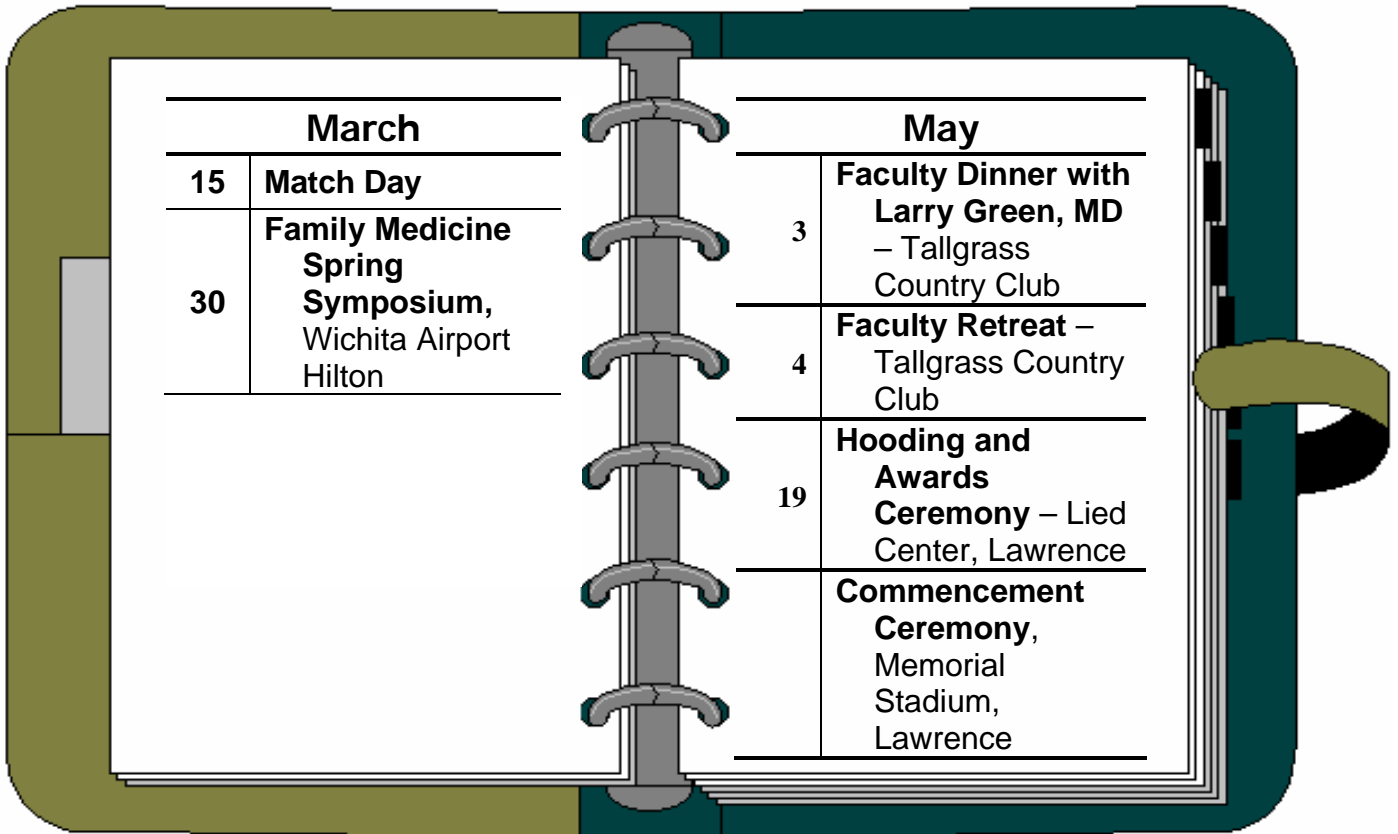 March
15 Match Day
Family Medicine
Spring
30 Symposium,
Wichita Airport
Hilton
May
Faculty Dinner with
Larry Green, MD
3
– Tallgrass
Country Club
Faculty Retreat –
4 Tallgrass Country
Club
Hooding and
Awards
19 Ceremony – Lied
Center, Lawrence
Commencement
Ceremony,
Memorial
Stadium,
Lawrence